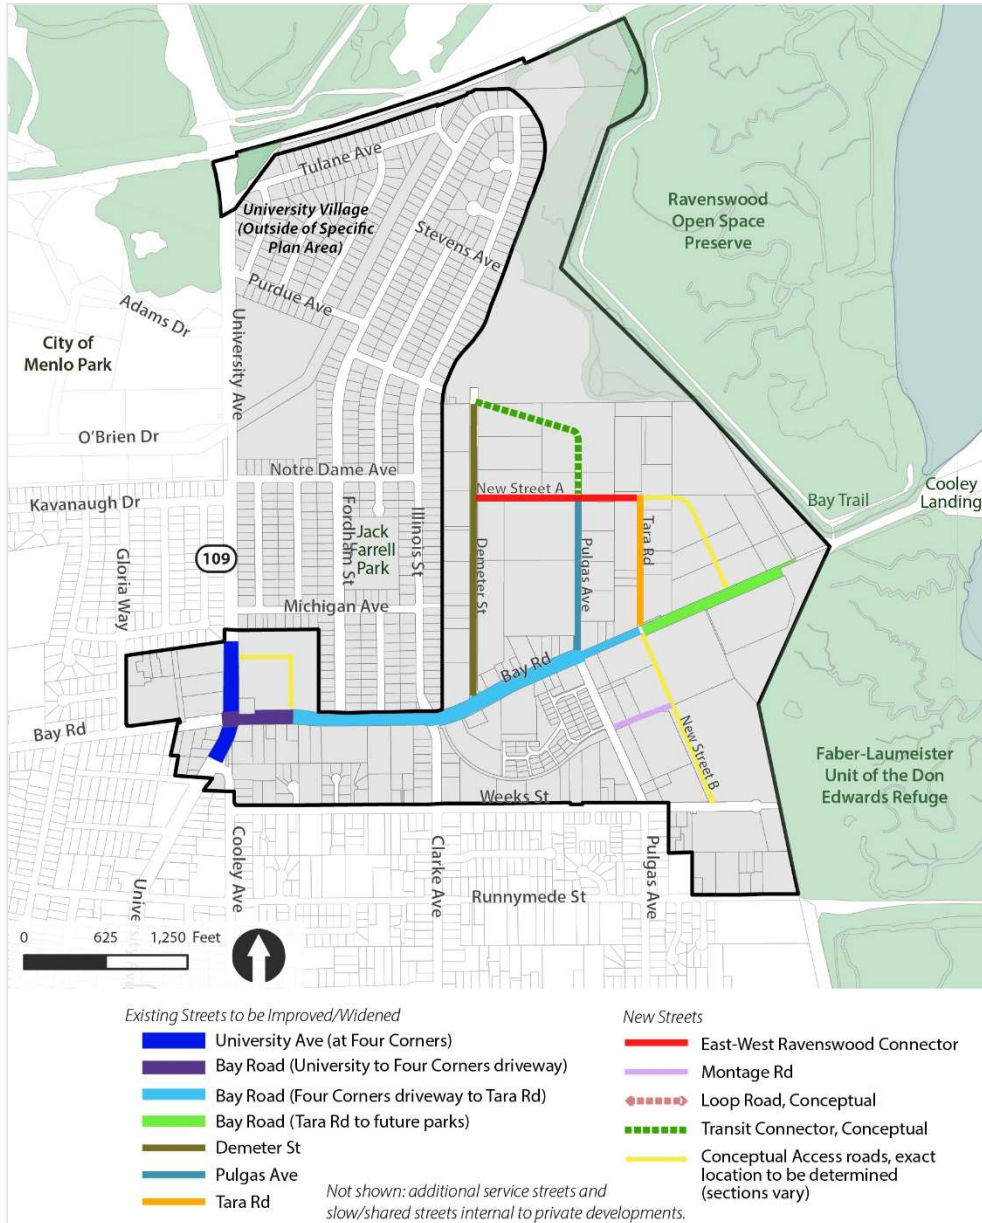 Tulane Ave
University Village
(Outside of Specific
Plan Area)
Stevens Ave
Purdue Ave
Ravenswood
Open Space
Preserve
Adams Dr
City of
Menlo Park
University Ave
O'Brien Dr
Kavanaugh Dr
Notre Dame Ave
New Street A
Cooley
Landing
Bay Trail
Gloria Way
109
Fordham St
Jack
Farrell
Park
Illinois St
Demeter St
Pulgas Ave
Tara Rd
Michigan Ave
Bay Rd
Bay Rd
New Street B
Faber-Laumeister
Unit of the Don
Edwards Refuge
Weeks St
University Ave
Cooley Ave
Clarke Ave
Pulgas Ave
Runnymede St
0 625 1,250 Feet
Existing Streets to be Improved/Widened
University Ave (at Four Corners)
Bay Road (University to Four Corners driveway)
Bay Road (Four Corners driveway to Tara Rd)
Bay Road (Tara Rd to future parks)
Demeter St
Pulgas Ave
Tara Rd
New Streets
East-West Ravenswood Connector
Montage Rd
Loop Road, Conceptual
Transit Connector, Conceptual
Conceptual Access roads, exact
location to be determined
(sections vary)
Not shown: additional service streets and
slow/shared streets internal to private developments.